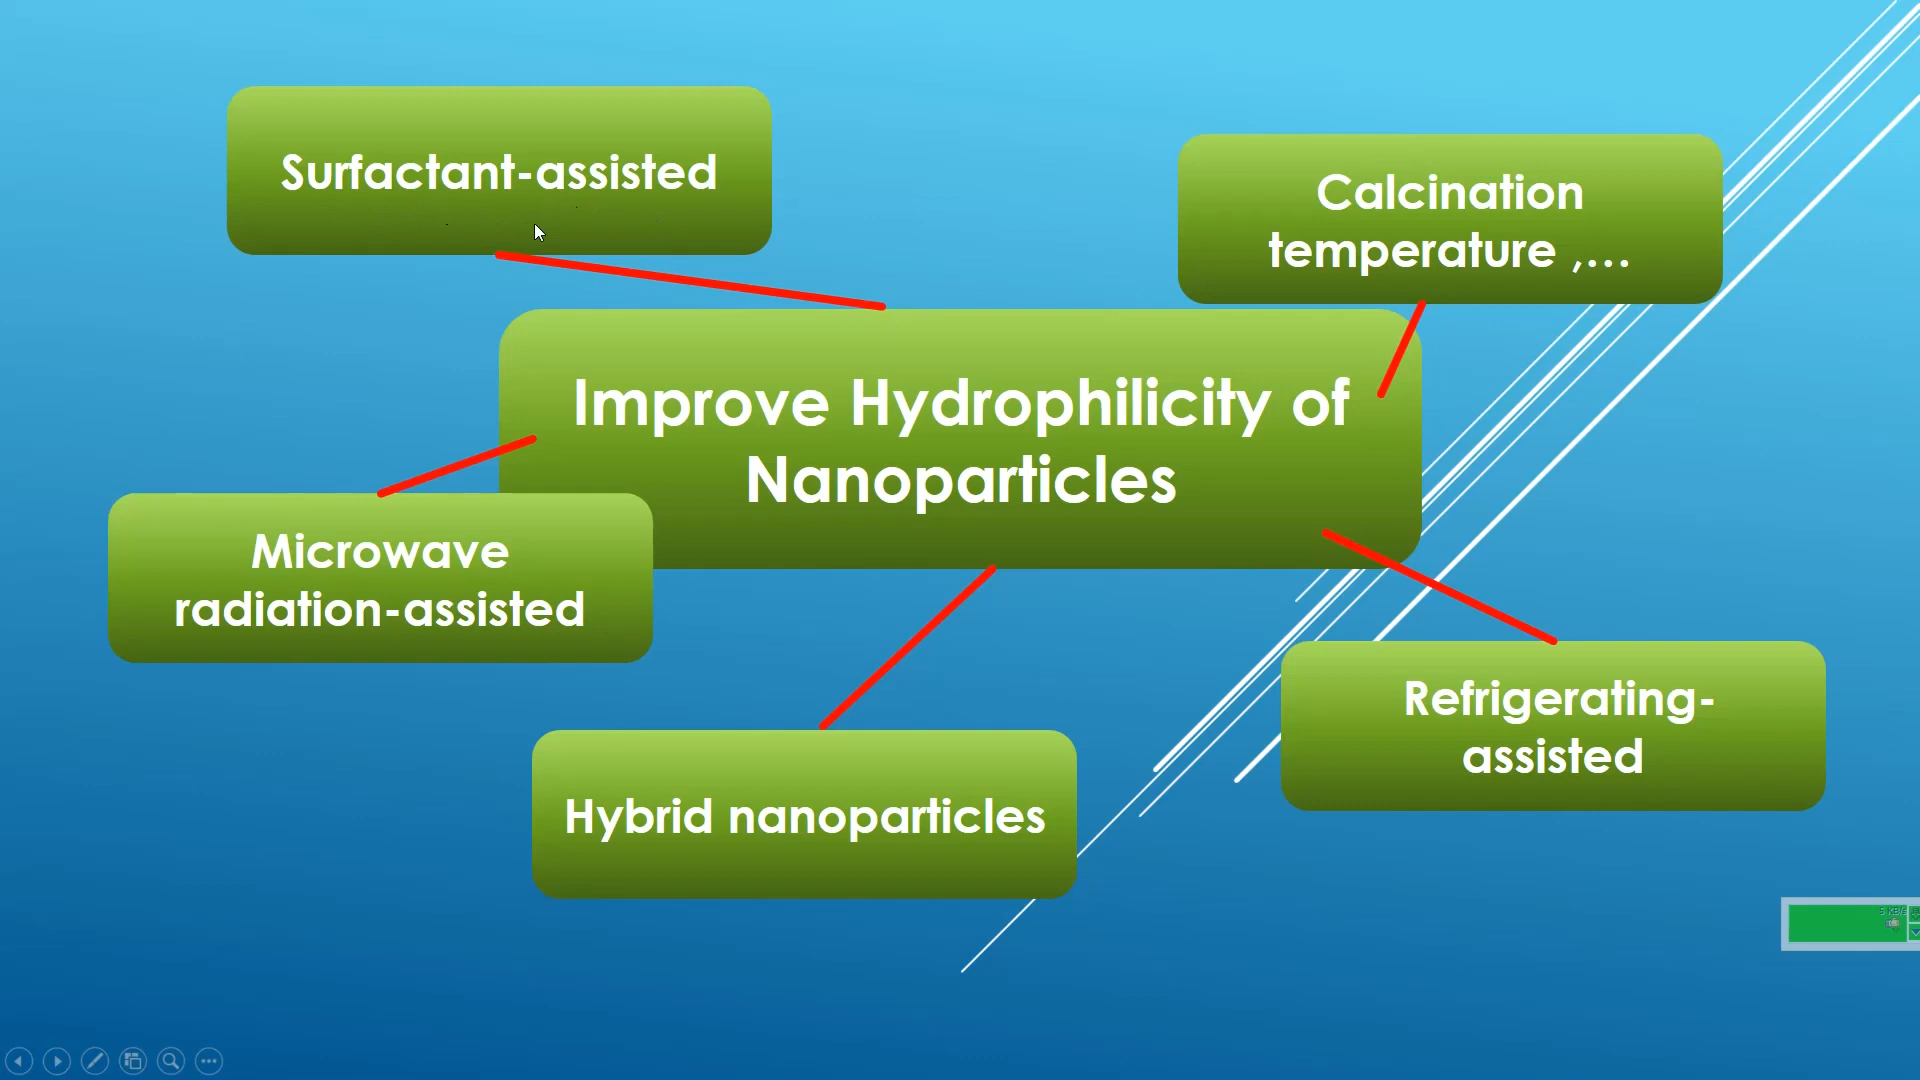 Surfactant-assisted
Calcination
temperature ,...
Improve Hydrophilicity of
Nanoparticles
Microwave
radiation-assisted
Refrigerating-
assisted
Hybrid nanoparticles